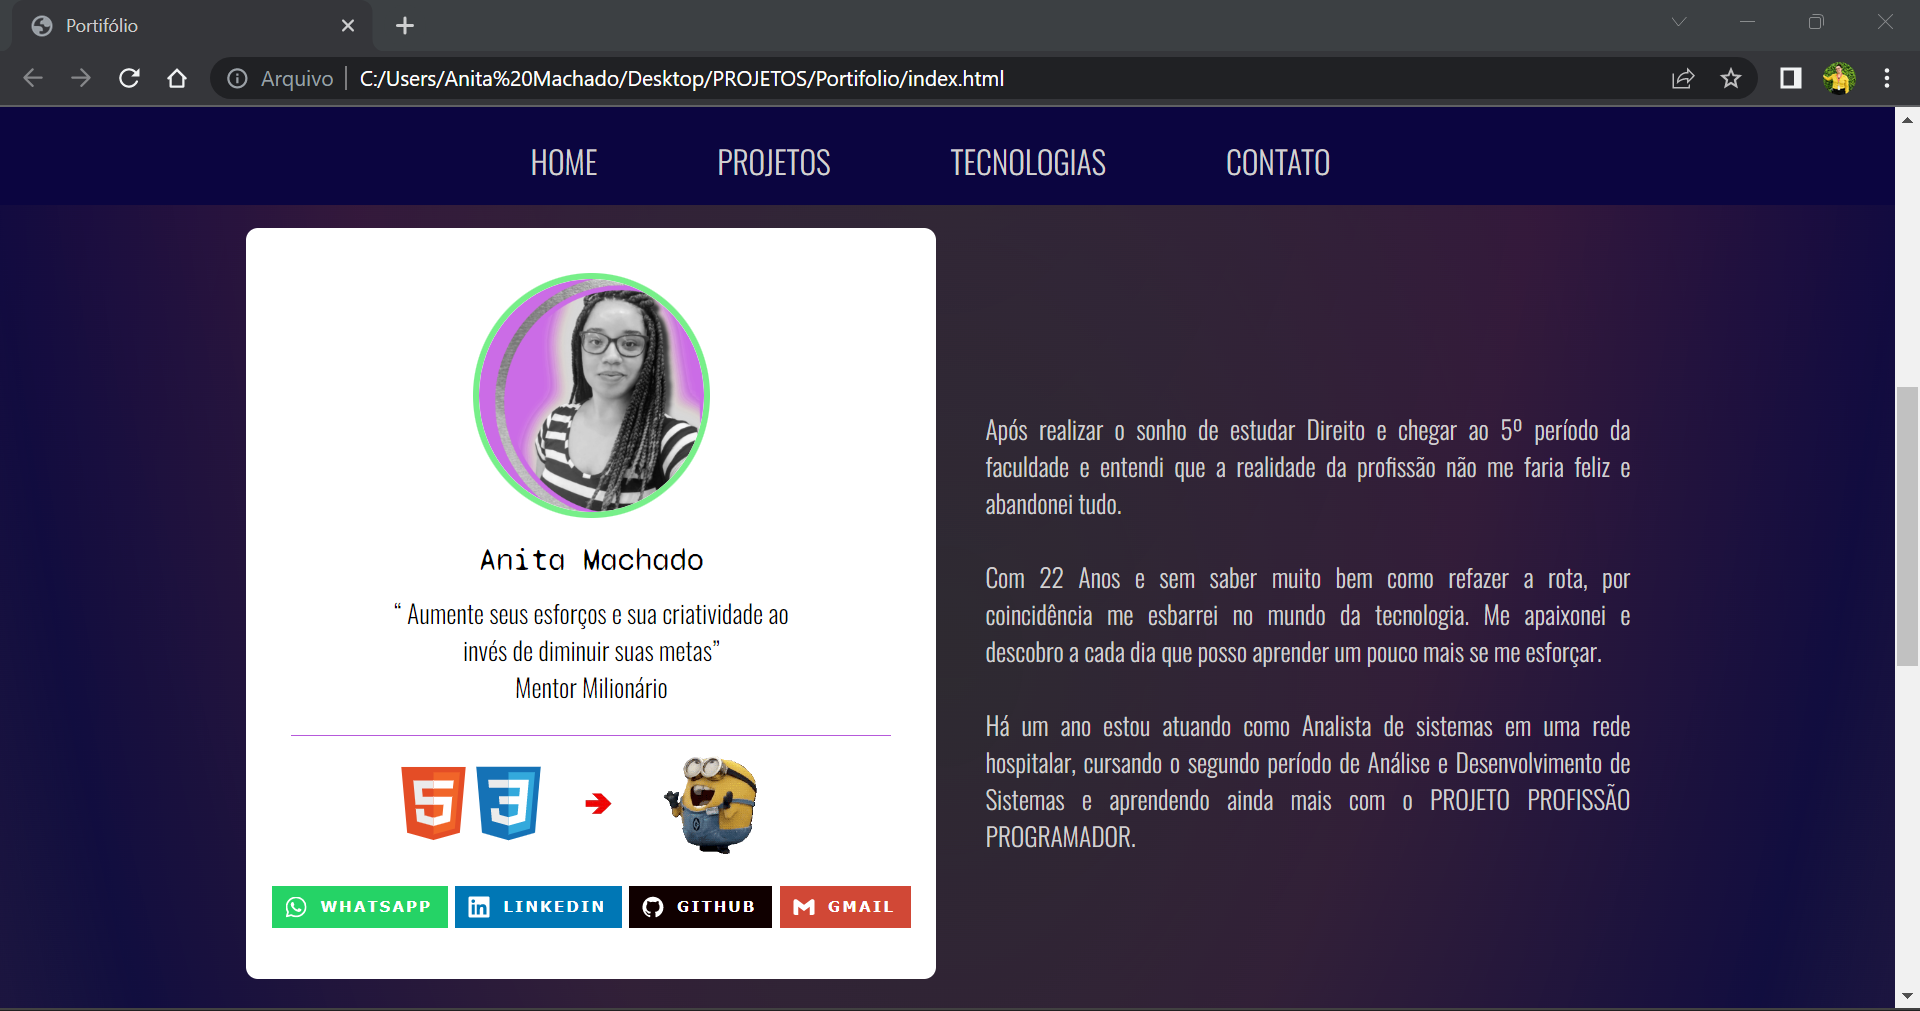 Portifólio
Arquivo C:/Users/Anita%20Machado/Desktop/PROJETOS/Portifolio/index.html
HOME PROJETOS TECNOLOGIAS CONTATO
Anita Machado
“ Aumente seus esforços e sua criatividade ao
invés de diminuir suas metas”
Mentor Milionário
5 3
WHATSAPP LINKEDIN GITHUB GMAIL
Após realizar o sonho de estudar Direito e chegar ao 5º período da
faculdade e entendi que a realidade da profissão não me faria feliz e
abandonei tudo.
Com 22 Anos e sem saber muito bem como refazer a rota, por
coincidência me esbarrei no mundo da tecnologia. Me apaixonei e
descobro a cada dia que posso aprender um pouco mais se me esforçar.
Há um ano estou atuando como Analista de sistemas em uma rede
hospitalar, cursando o segundo período de Análise e Desenvolvimento de
Sistemas e aprendendo ainda mais com o PROJETO PROFISSÃO
PROGRAMADOR.